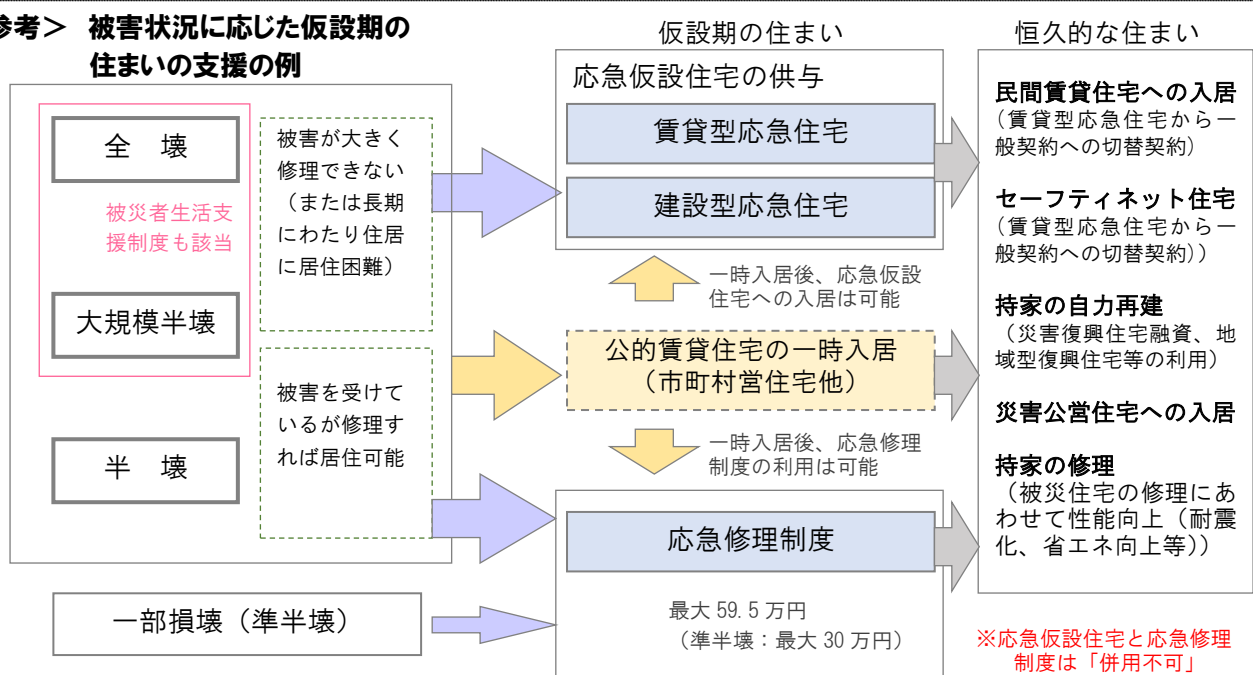 参考＞ 被害状況に応じた仮設期の
住まいの支援の例
全 壊
被災者生活支
援制度も該当
大規模半壊
半 壊
一部損壊（準半壊）
被害が大きく
修理できない
（または長期
にわたり住居
に居住困難）
被害を受けて
いるが修理す
れば居住可能
仮設期の住まい
応急仮設住宅の供与
賃貸型応急住宅
建設型応急住宅
一時入居後、応急仮設
住宅への入居は可能
公的賃貸住宅の一時入居
（市町村営住宅他）
一時入居後、応急修理
制度の利用は可能
応急修理制度
最大 59.5 万円
（準半壊：最大 30 万円）
恒久的な住まい
民間賃貸住宅への入居
（賃貸型応急住宅から一
般契約への切替契約）
セーフティネット住宅
（賃貸型応急住宅から一
般契約への切替契約））
持家の自力再建
（災害復興住宅融資、地
域型復興住宅等の利用）
災害公営住宅への入居
持家の修理
（被災住宅の修理にあ
わせて性能向上（耐震
化、省エネ向上等））
※応急仮設住宅と応急修理
制度は「併用不可」